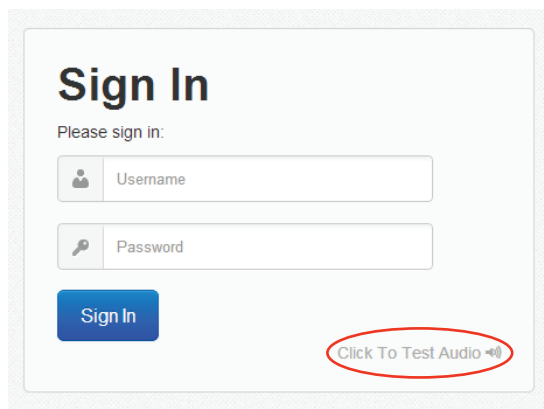 Sign In
Please sign in:
Username
Password
Sign In
Click To Test Audio